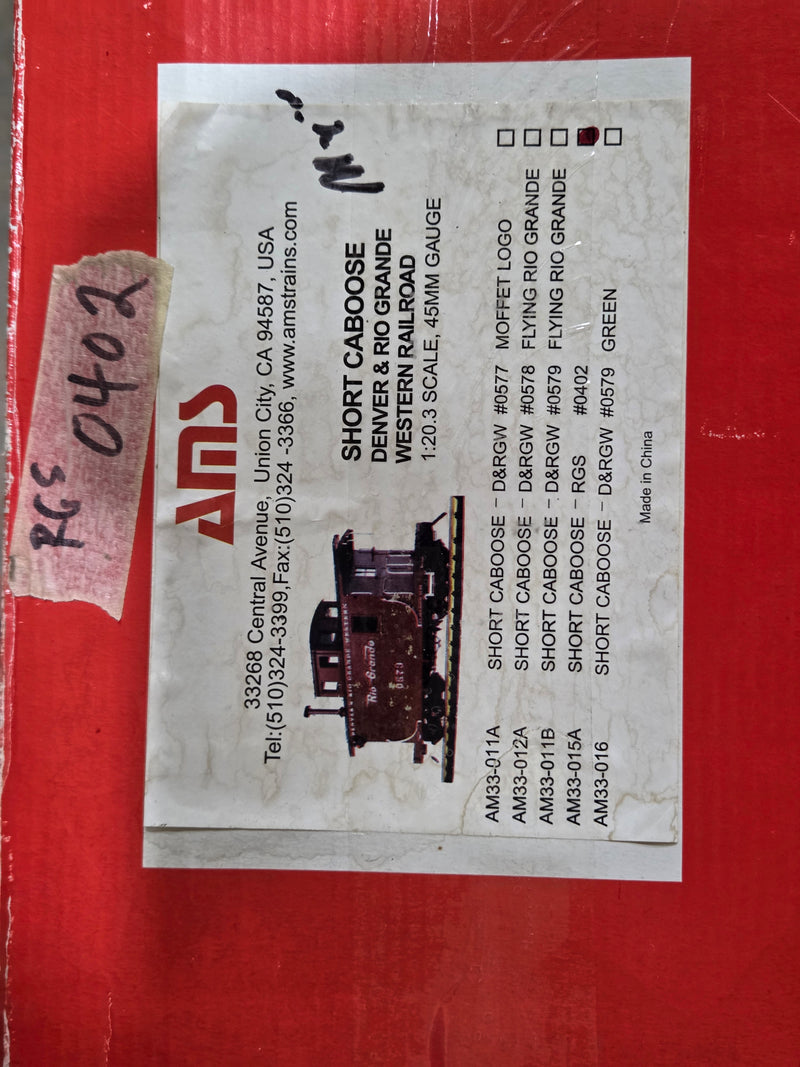 RGS
0402
AMS
33268 Central Avenue, Union City, CA 94587, USA
Tel:(510)324-3399,Fax:(510)324 -3366, www.amstrains.com
SHORT CABOOSE
DENVER & RIO GRANDE
WESTERN RAILROAD
1:20.3 SCALE, 45MM GAUGE
Rio Grande
0579
AM33-011A SHORT CABOOSE – D&RGW #0577 MOFFET LOGO
AM33-012A SHORT CABOOSE – D&RGW #0578 FLYING RIO GRANDE
AM33-011B SHORT CABOOSE – D&RGW #0579 FLYING RIO GRANDE
AM33-015A SHORT CABOOSE – RGS #0402
AM33-016 SHORT CABOOSE – D&RGW #0579 GREEN
Made in China